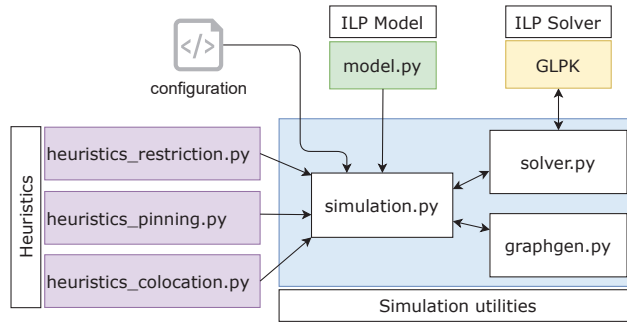 ILP Model
ILP Solver
</>
model.py
GLPK
configuration
Heuristics
heuristics_restriction.py
heuristics_pinning.py
heuristics_colocation.py
simulation.py
solver.py
graphgen.py
Simulation utilities